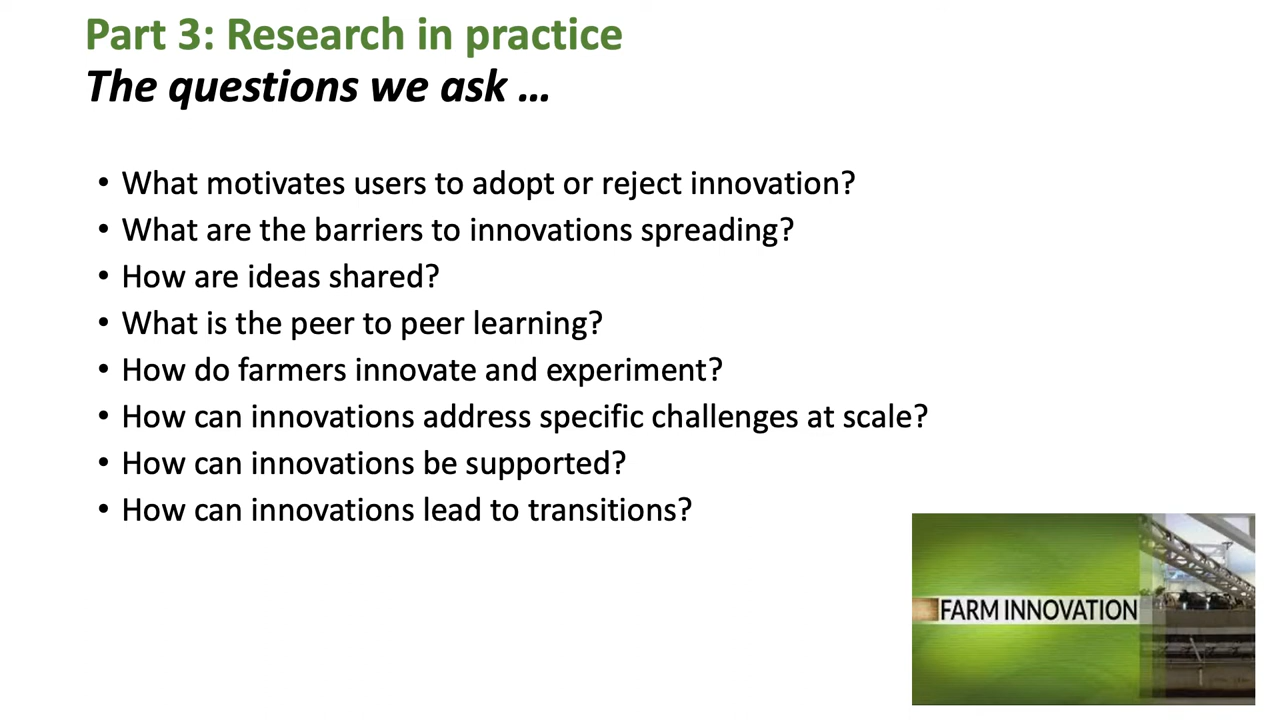 Part 3: Research in practice
The questions we ask …
• What motivates users to adopt or reject innovation?
• What are the barriers to innovations spreading?
• How are ideas shared?
• What is the peer to peer learning?
• How do farmers innovate and experiment?
• How can innovations address specific challenges at scale?
• How can innovations be supported?
• How can innovations lead to transitions?
FARM INNOVATION